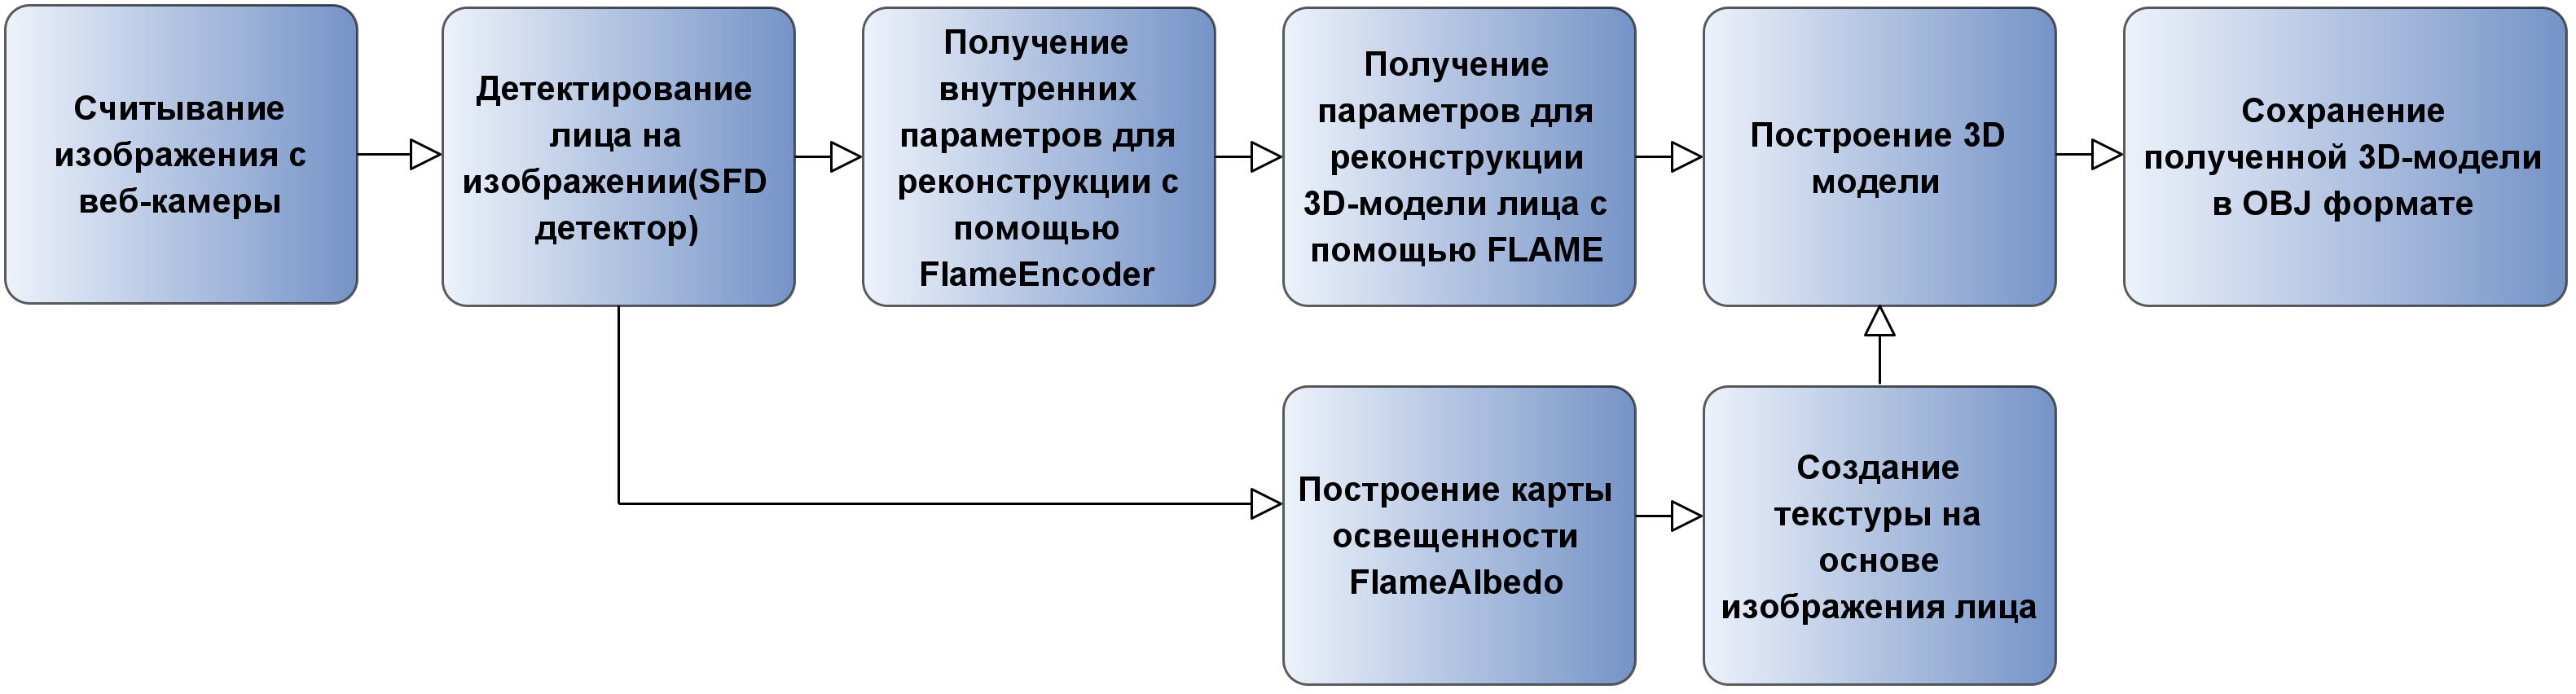 Считывание
изображения с
веб-камеры
Детектирование
лица на
изображении(SFD
детектор)
Получение
внутренних
параметров для
реконструкции с
помощью
FlameEncoder
Получение
параметров для
реконструкции
3D-модели лица с
помощью FLAME
Построение 3D
модели
Сохранение
полученной 3D-модели
в OBJ формате
Построение карты
освещенности
FlameAlbedo
Создание
текстуры на
основе
изображения лица